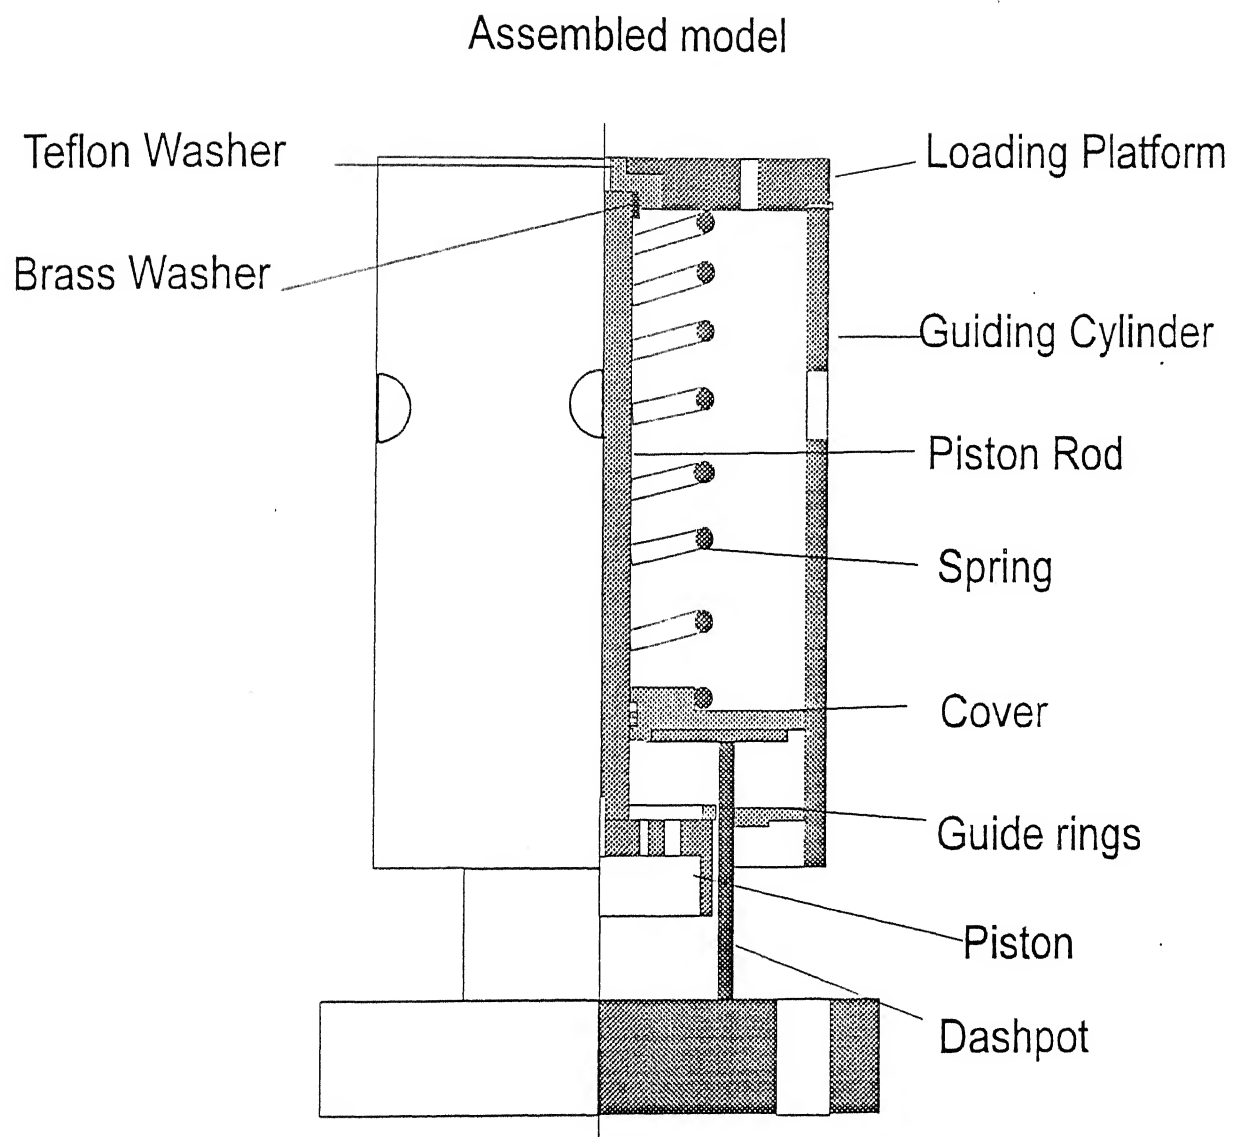 Assembled model
Teflon Washer
Loading Platform
Brass Washer
Guiding Cylinder
Piston Rod
Spring
Cover
Guide rings
Piston
Dashpot